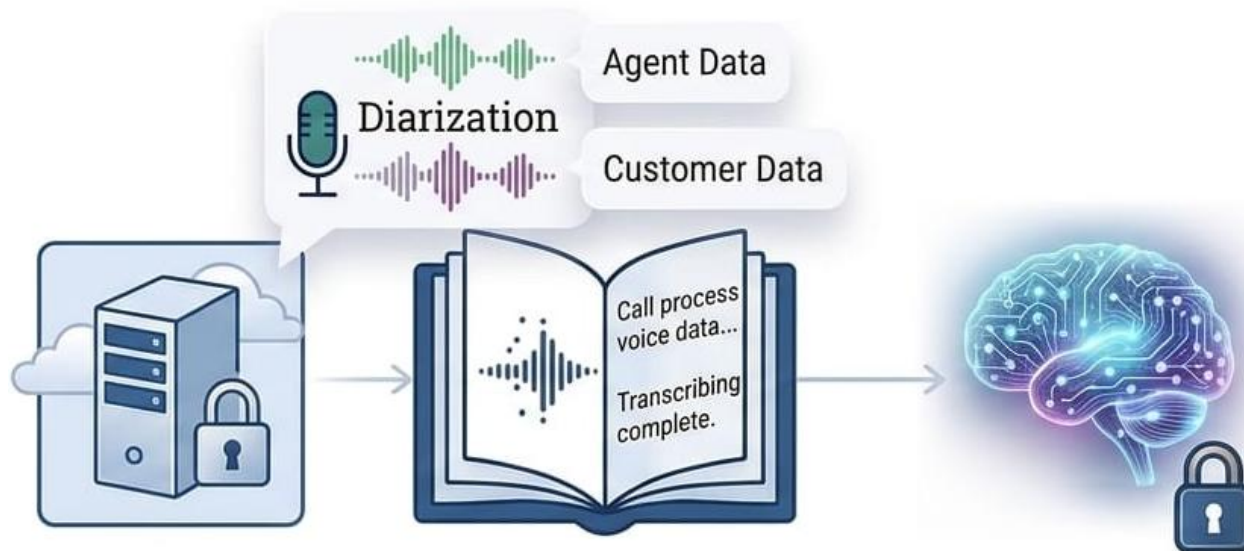 Agent Data
Diarization
Customer Data
Call process
voice data...
Transcribing
complete.